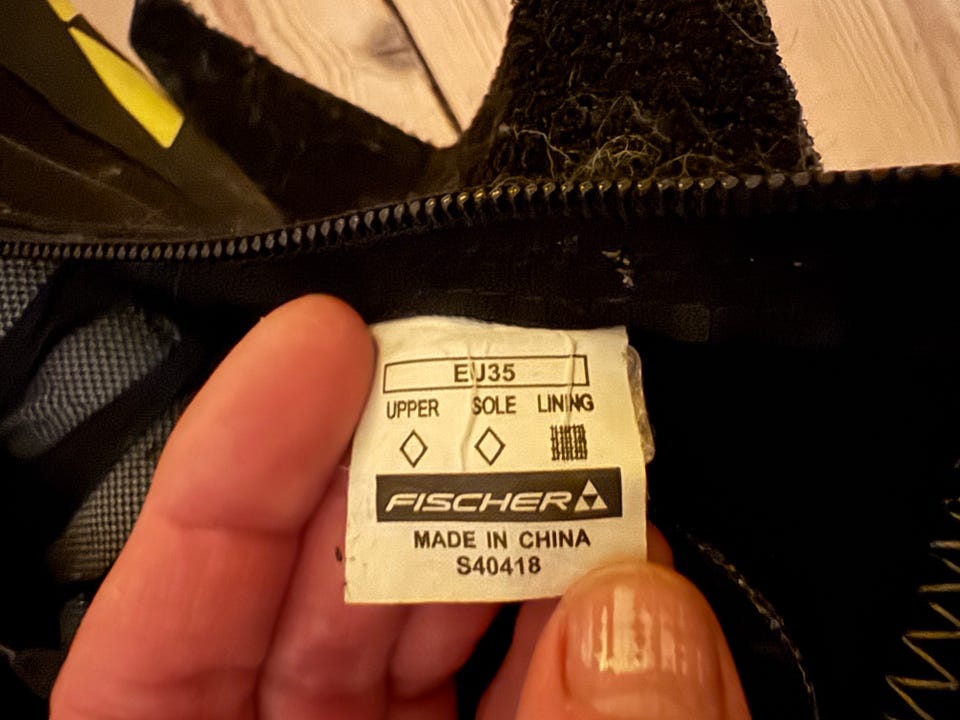 EU35
UPPER SOLE LINING
FISCHER
MADE IN CHINA
S40418